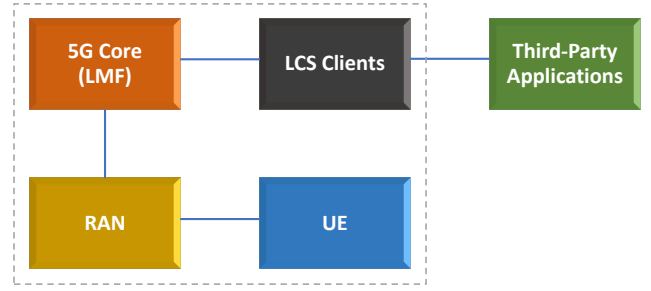 5G Core
(LMF)
LCS Clients
Third-Party
Applications
RAN
UE